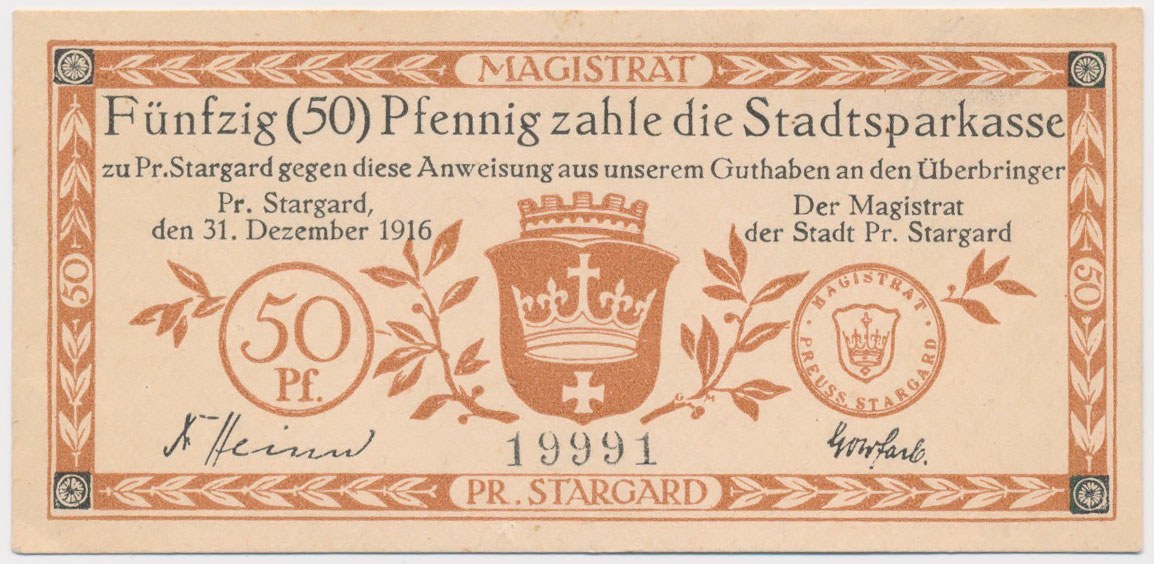 MAGISTRAT
Fünfzig (50) Pfennig zahle die Stadtsparkasse
zu Pr. Stargard gegen diese Anweisung aus unserem Guthaben an den Überbringer
Pr. Stargard,
den 31. Dezember 1916
Der Magistrat
der Stadt Pr. Stargard
50
50
Pf.
MAGISTRAT
PREUSS. STARGARD
50
G M
19991
PR. STARGARD